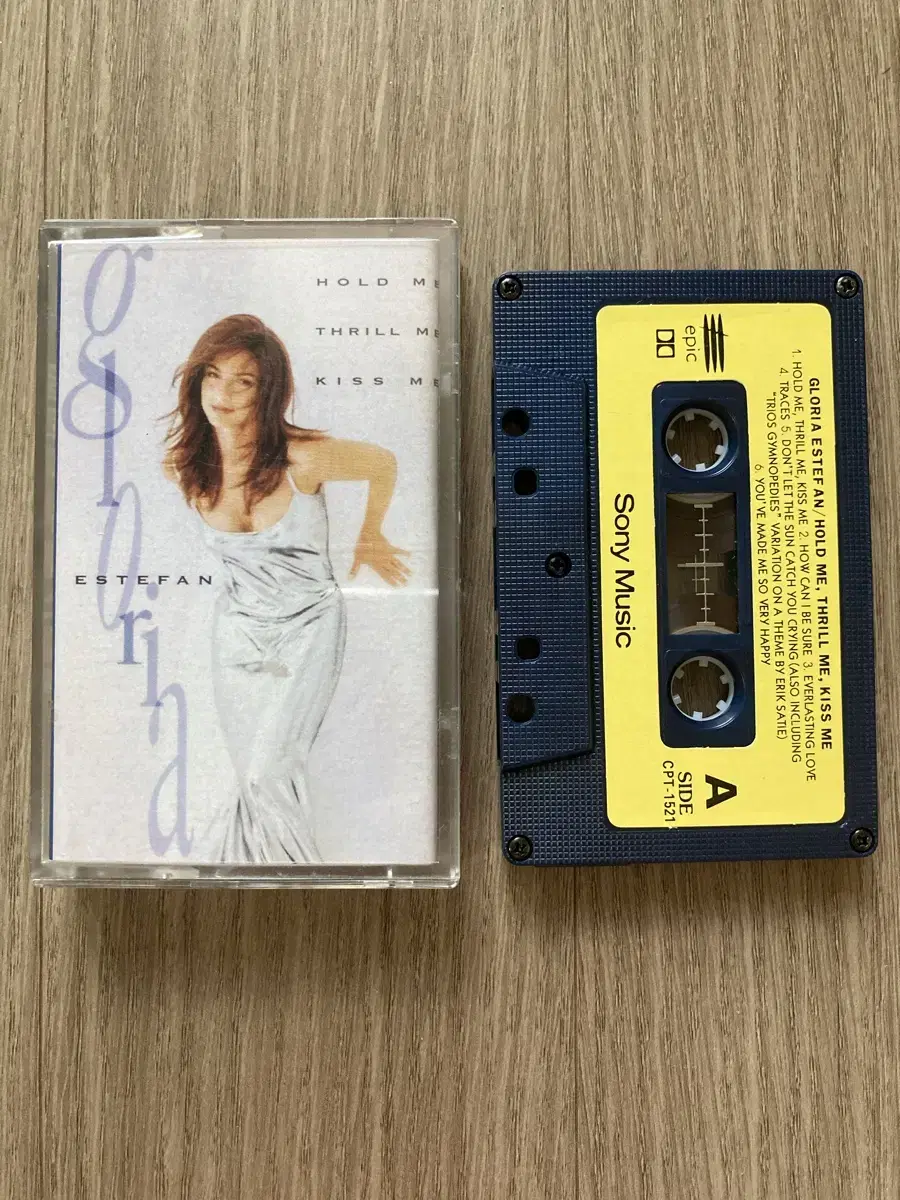 gloria
ESTEFAN
HOLD ME
THRILL ME
KISS ME
epic
GLORIA ESTEFAN/HOLD ME, THRILL ME, KISS ME
1. HOLD ME, THRILL ME, KISS ME 2. HOW CAN I BE SURE 3. EVERLASTING LOVE
4. TRACES 5. DON'T LET THE SUN CATCH YOU CRYING (ALSO INCLUDING
"TRIOS GYMNOPEDIES" VARIATION ON A THEME BY ERIK SATIE)
6. YOU'VE MADE ME SO VERY HAPPY
Sony Music
A
SIDE
CPT-1521